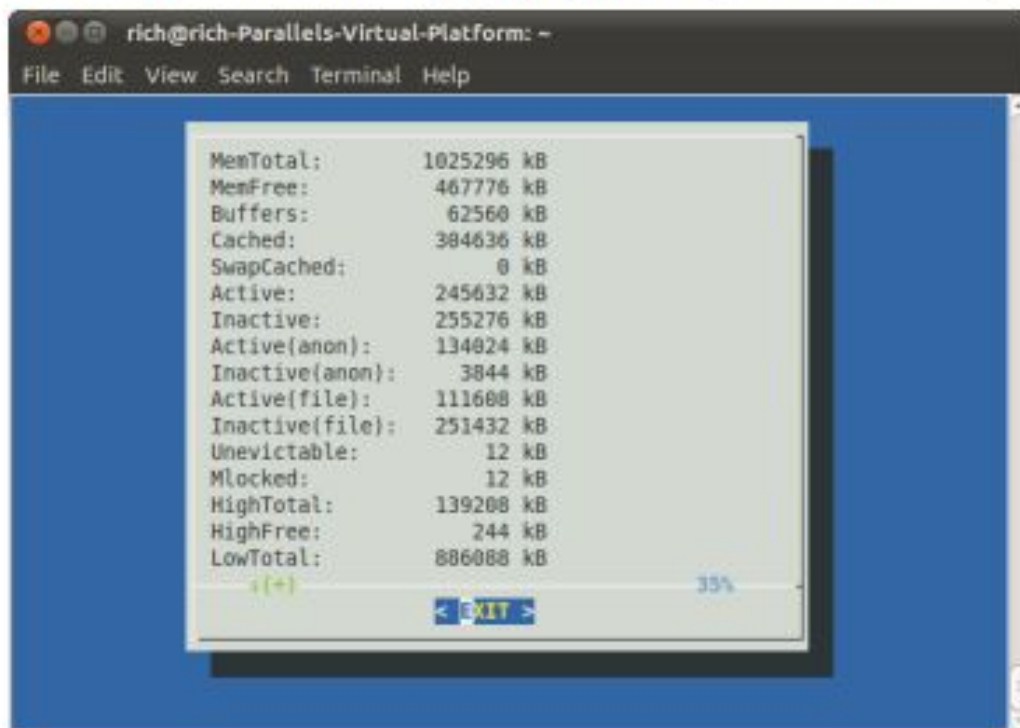 rich@rich-Parallels-Virtual-Platform: ~
File Edit View Search Terminal Help
MemTotal: 1025296 kB
MemFree: 467776 kB
Buffers: 62560 kB
Cached: 304636 kB
SwapCached: 0 kB
Active: 245632 kB
Inactive: 255276 kB
Active(anon): 134024 kB
Inactive(anon): 3844 kB
Active(file): 111608 kB
Inactive(file): 251432 kB
Unevictable: 12 kB
Mlocked: 12 kB
HighTotal: 139208 kB
HighFree: 244 kB
LowTotal: 886088 kB
↓(+) 35%
< EXIT >